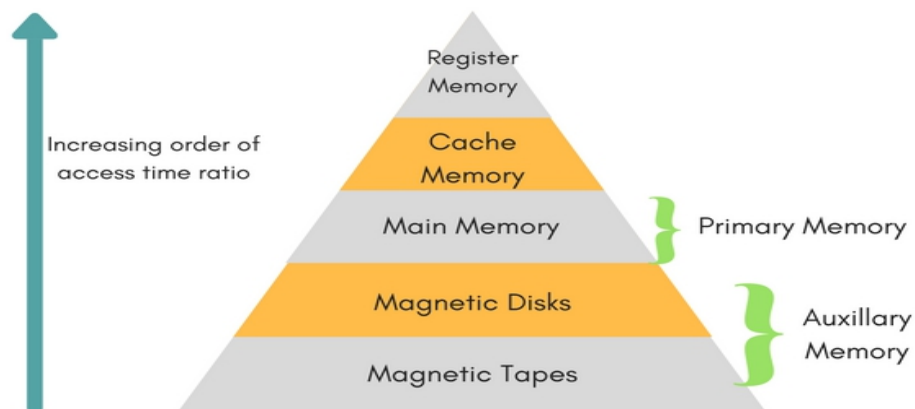 Register
Memory
Increasing order of
access time ratio
Cache
Memory
Main Memory
Primary Memory
Magnetic Disks
Auxillary
Memory
Magnetic Tapes